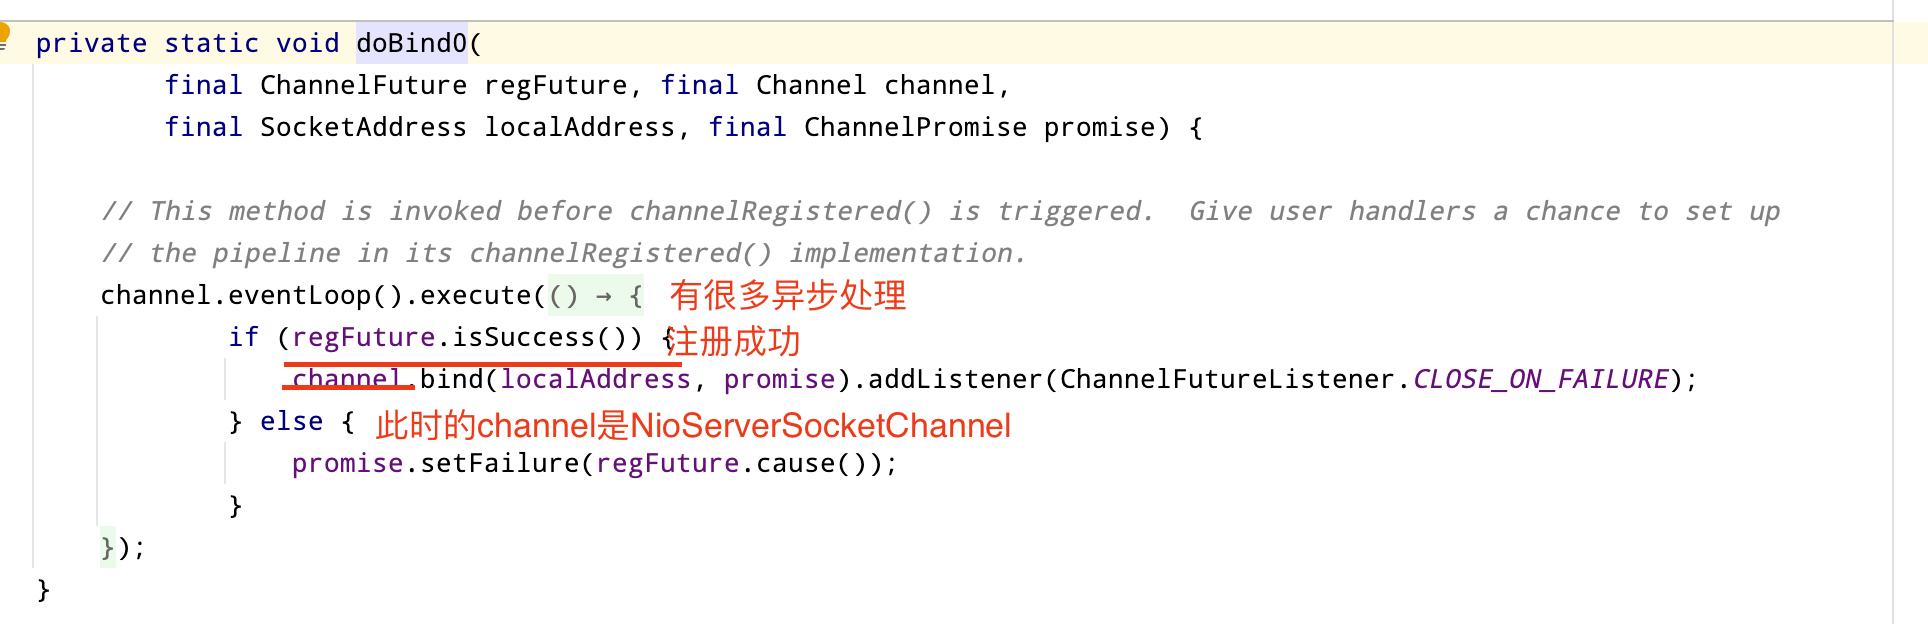 private static void doBind0(
final ChannelFuture regFuture, final Channel channel,
final SocketAddress localAddress, final ChannelPromise promise) {
// This method is invoked before channelRegistered() is triggered.  Give user handlers a chance to set up
// the pipeline in its channelRegistered() implementation.
channel.eventLoop().execute(() → { 有很多异步处理
if (regFuture.isSuccess()) { 注册成功
channel.bind(localAddress, promise).addListener(ChannelFutureListener.CLOSE_ON_FAILURE);
} else { 此时的channel是NioServerSocketChannel
promise.setFailure(regFuture.cause());
}
});
}